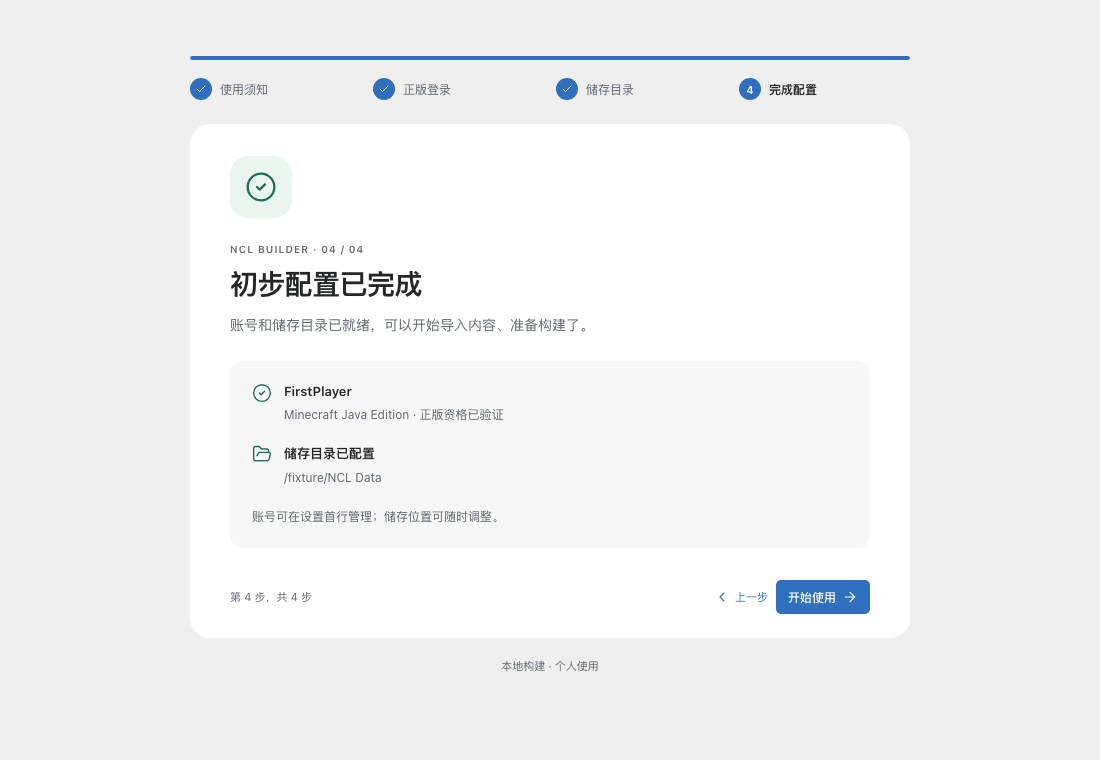 使用须知
正版登录
储存目录
4
完成配置
NCL BUILDER · 04 / 04
初步配置已完成
账号和储存目录已就绪，可以开始导入内容、准备构建了。
FirstPlayer
Minecraft Java Edition · 正版资格已验证
储存目录已配置
/fixture/NCL Data
账号可在设置首行管理；储存位置可随时调整。
第 4 步，共 4 步
上一步
开始使用
本地构建 · 个人使用